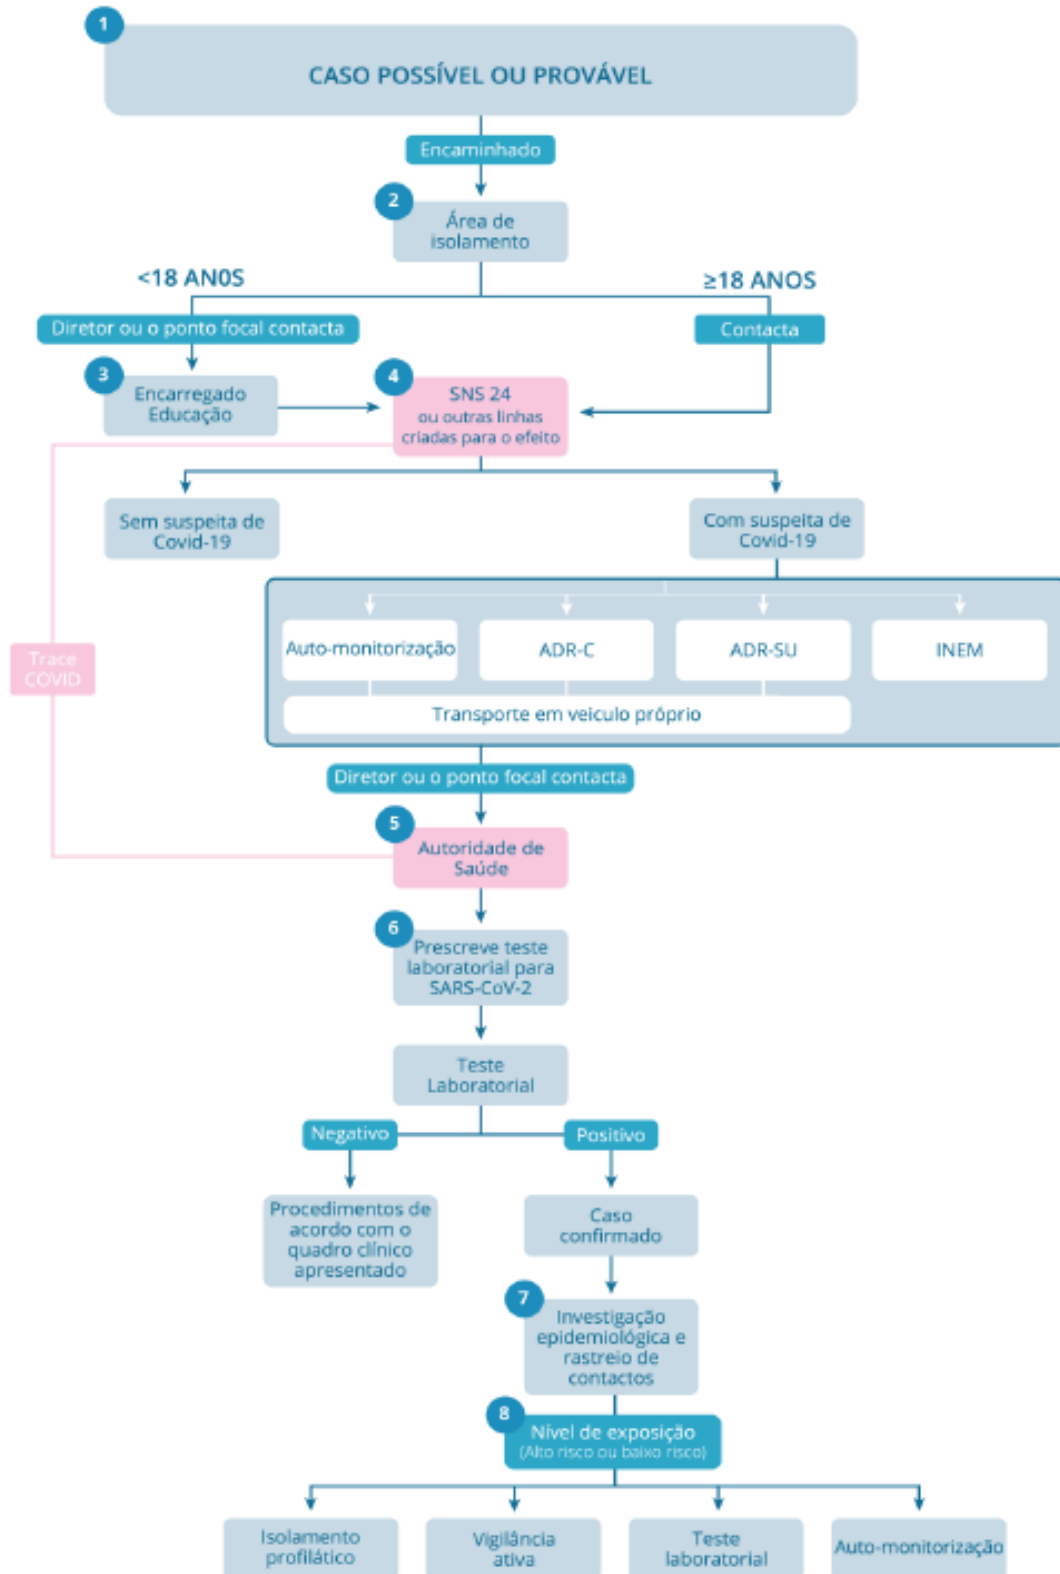 1
CASO POSSÍVEL OU PROVÁVEL
Encaminhado
2
Área de
isolamento
<18 AN0S
≥18 ANOS
Diretor ou o ponto focal contacta
Contacta
3
Encarregado
Educação
4
SNS 24
ou outras linhas
criadas para o efeito
Sem suspeita de
Covid-19
Com suspeita de
Covid-19
Trace
COVID
Auto-monitorização
ADR-C
ADR-SU
INEM
Transporte em veiculo próprio
Diretor ou o ponto focal contacta
5
Autoridade de
Saúde
6
Prescreve teste
laboratorial para
SARS-CoV-2
Teste
Laboratorial
Negativo
Positivo
Procedimentos de
acordo com o
quadro clínico
apresentado
Caso
confirmado
7
Investigação
epidemiológica e
rastreio de
contactos
8
Nível de exposição
(Alto risco ou baixo risco)
Isolamento
profilático
Vigilância
ativa
Teste
laboratorial
Auto-monitorização